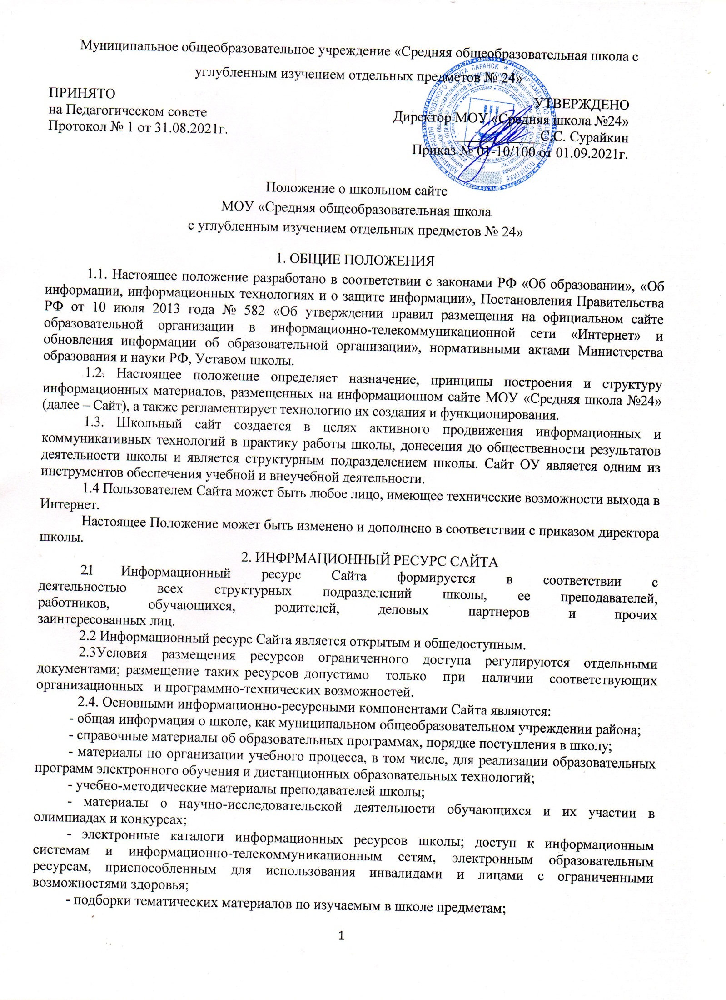 Муниципальное общеобразовательное учреждение «Средняя общеобразовательная школа с
углубленным изучением отдельных предметов № 24»
ПРИНЯТО
на Педагогическом совете
Протокол № 1 от 31.08.2021г.
УТВЕРЖДЕНО
Директор МОУ «Средняя школа №24»
С.С. Сурайкин
Приказ № 01-10/100 от 01.09.2021г.
Положение о школьном сайте
МОУ «Средняя общеобразовательная школа
с углубленным изучением отдельных предметов № 24»
1. ОБЩИЕ ПОЛОЖЕНИЯ
1.1. Настоящее положение разработано в соответствии с законами РФ «Об образовании», «Об
информации, информационных технологиях и о защите информации», Постановления Правительства
РФ от 10 июля 2013 года № 582 «Об утверждении правил размещения на официальном сайте
образовательной организации в информационно-телекоммуникационной сети «Интернет» и
обновления информации об образовательной организации», нормативными актами Министерства
образования и науки РФ, Уставом школы.
1.2. Настоящее положение определяет назначение, принципы построения и структуру
информационных материалов, размещенных на информационном сайте МОУ «Средняя школа №24»
(далее – Сайт), а также регламентирует технологию их создания и функционирования.
1.3. Школьный сайт создается в целях активного продвижения информационных и
коммуникативных технологий в практику работы школы, донесения до общественности результатов
деятельности школы и является структурным подразделением школы. Сайт ОУ является одним из
инструментов обеспечения учебной и внеучебной деятельности.
1.4 Пользователем Сайта может быть любое лицо, имеющее технические возможности выхода в
Интернет.
Настоящее Положение может быть изменено и дополнено в соответствии с приказом директора
школы.
2. ИНФРМАЦИОННЫЙ РЕСУРС САЙТА
2.1 Информационный ресурс Сайта формируется в соответствии с
деятельностью всех структурных подразделений школы, ее преподавателей,
работников, обучающихся, родителей, деловых партнеров и прочих
заинтересованных лиц.
2.2 Информационный ресурс Сайта является открытым и общедоступным.
2.3Условия размещения ресурсов ограниченного доступа регулируются отдельными
документами; размещение таких ресурсов допустимо только при наличии соответствующих
организационных и программно-технических возможностей.
2.4. Основными информационно-ресурсными компонентами Сайта являются:
- общая информация о школе, как муниципальном общеобразовательном учреждении района;
- справочные материалы об образовательных программах, порядке поступления в школу;
- материалы по организации учебного процесса, в том числе, для реализации образовательных
программ электронного обучения и дистанционных образовательных технологий;
- учебно-методические материалы преподавателей школы;
- материалы о научно-исследовательской деятельности обучающихся и их участии в
олимпиадах и конкурсах;
- электронные каталоги информационных ресурсов школы; доступ к информационным
системам и информационно-телекоммуникационным сетям, электронным образовательным
ресурсам, приспособленным для использования инвалидами и лицами с ограниченными
возможностями здоровья;
- подборки тематических материалов по изучаемым в школе предметам;
1